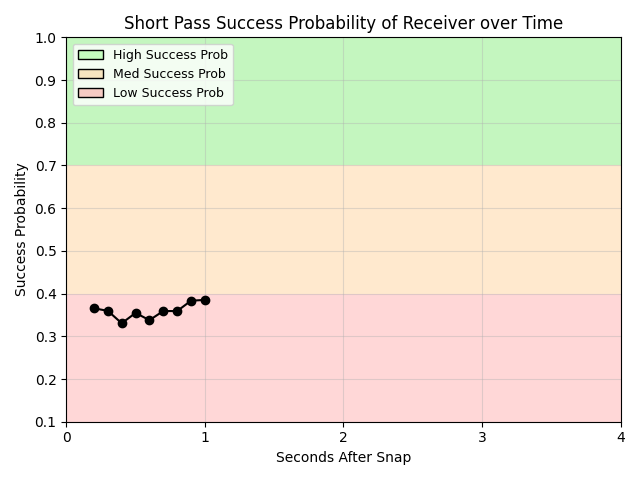 Short Pass Success Probability of Receiver over Time
1.0
High Success Prob
Med Success Prob
Low Success Prob
0.9
0.8
0.7
0.6
0.5
0.4
0.3
0.2
0.1
Success Probability
0 1 2 3 4
Seconds After Snap